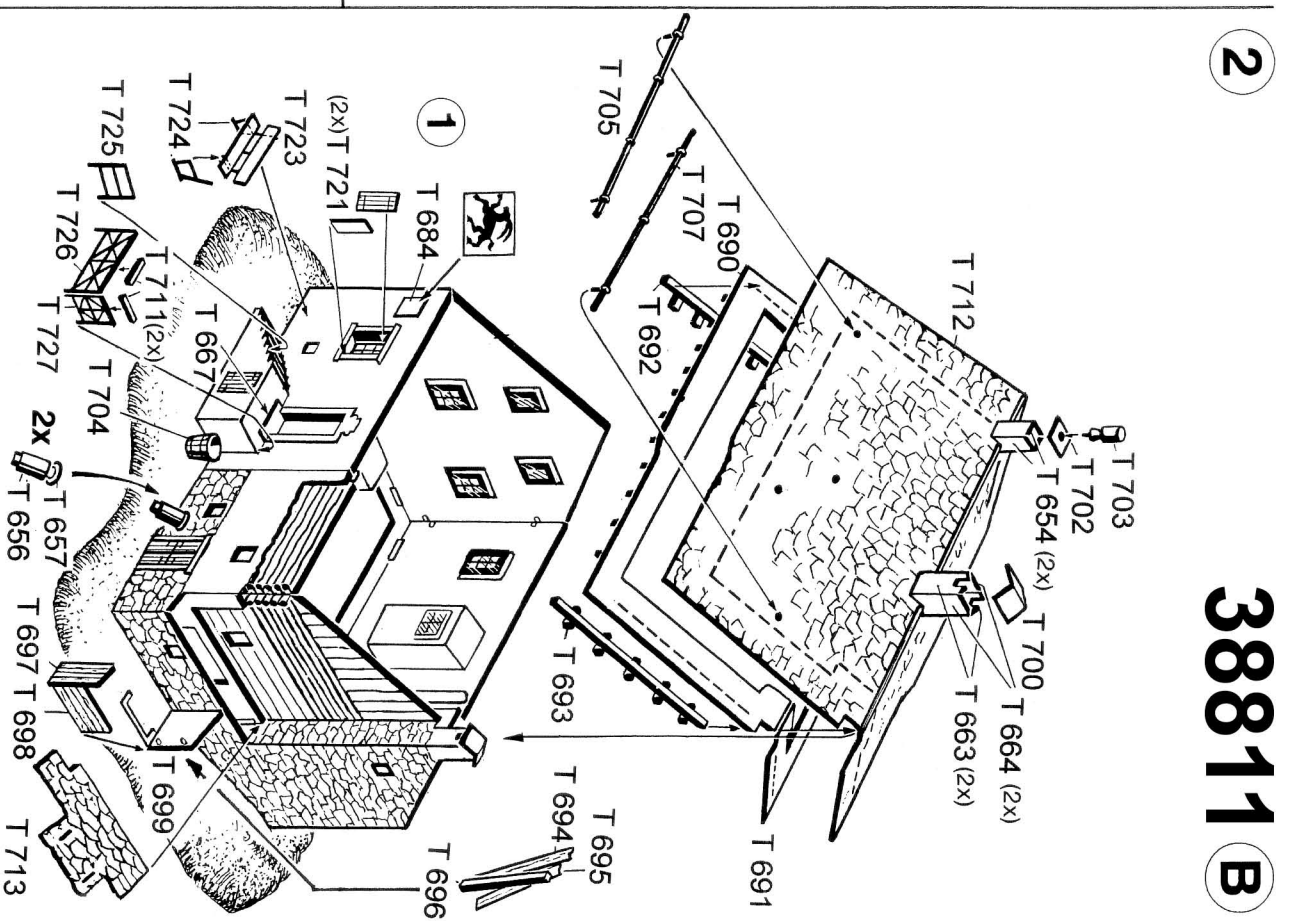 2
38811 B
T 703
T 702
T 654 (2x)
T 700
T 664 (2x)
T 663 (2x)
T 712
T 705
T 707
T 690
T 692
T 693
T 691
1
T 684
(2x) T 721
T 723
T 724
T 725
T 726
T 711 (2x)
T 727
T 667
T 704
2x
T 657
T 656
T 695
T 694
T 696
T 697
T 698
T 699
T 713